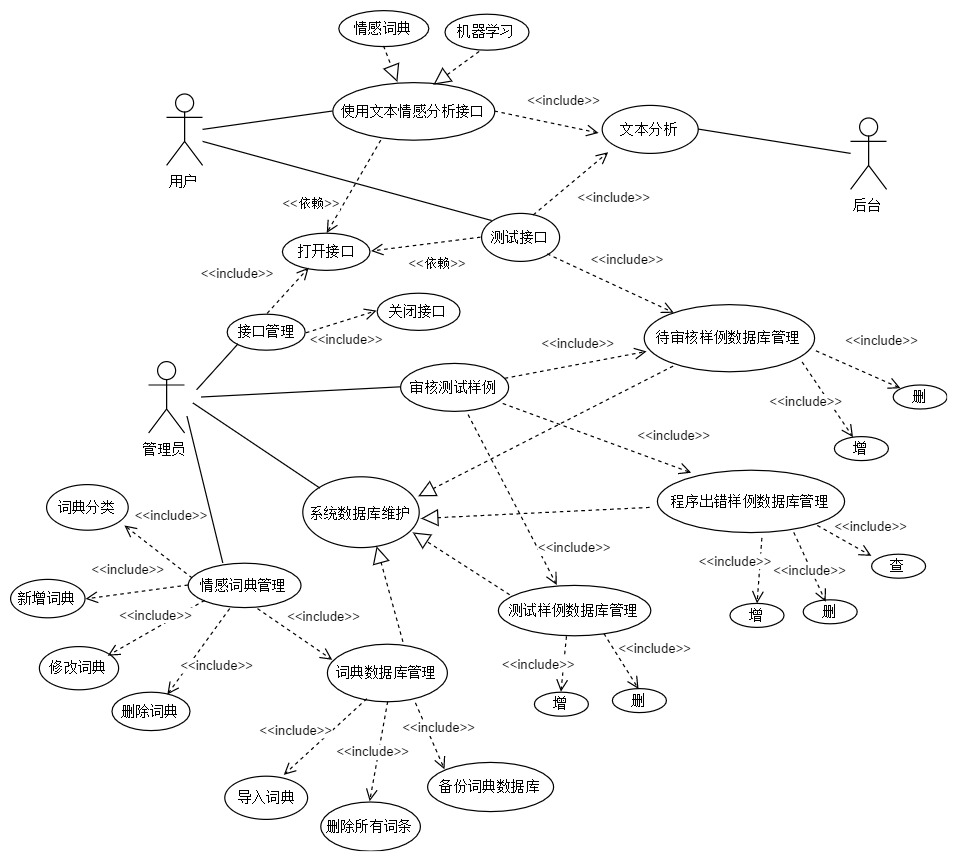 情感词典
机器学习
使用文本情感分析接口
<<include>>
文本分析
用户
后台
<<include>>
<<依赖>>
打开接口
测试接口
<<依赖>>
<<include>>
<<include>>
接口管理
关闭接口
<<include>>
待审核样例数据库管理
<<include>>
<<include>>
删
<<include>>
增
管理员
审核测试样例
<<include>>
系统数据库维护
程序出错样例数据库管理
词典分类
<<include>>
<<include>>
查
<<include>>
<<include>>
增
删
<<include>>
<<include>>
情感词典管理
新增词典
<<include>>
<<include>>
测试样例数据库管理
<<include>>
<<include>>
增
删
修改词典
<<include>>
删除词典
词典数据库管理
<<include>>
<<include>>
<<include>>
导入词典
备份词典数据库
删除所有词条